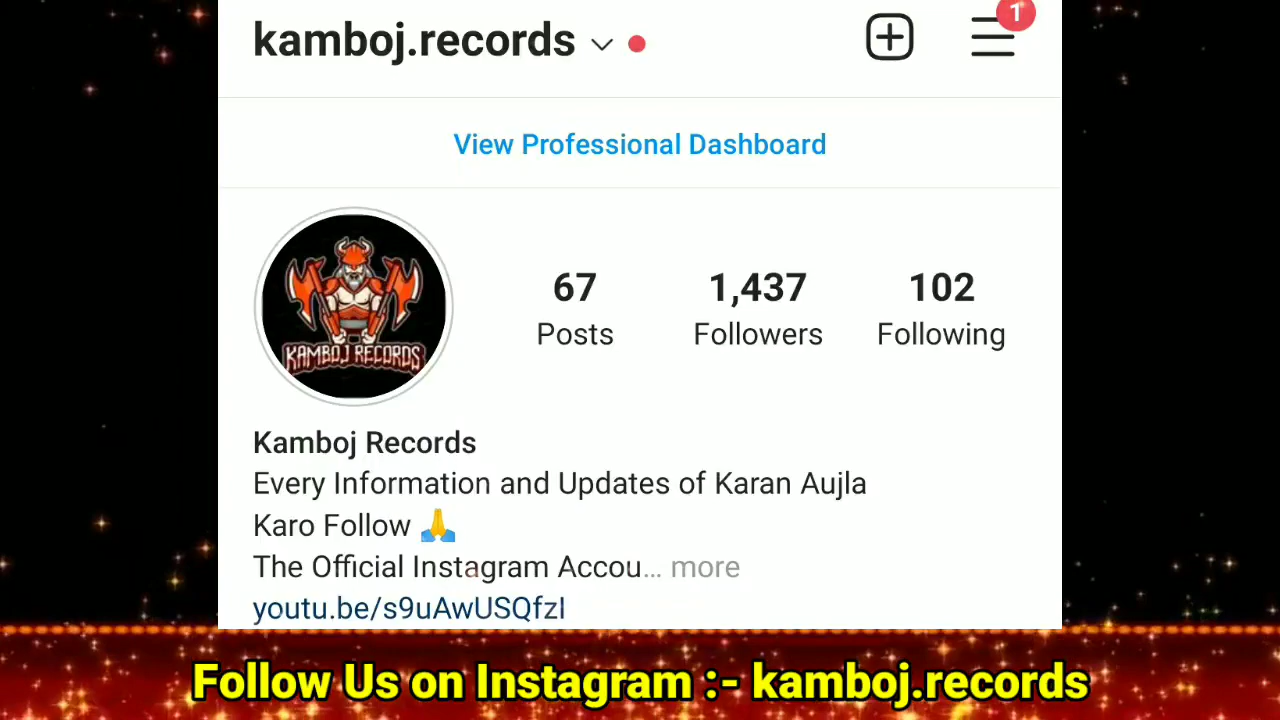 kamboj.records
1
View Professional Dashboard
KAMBOJ RECORDS
67 1,437 102
Posts Followers Following
Kamboj Records
Every Information and Updates of Karan Aujla
Karo Follow 🙏
The Official Instagram Accou... more
youtu.be/s9uAwUSQfzI
Follow Us on Instagram :- kamboj.records